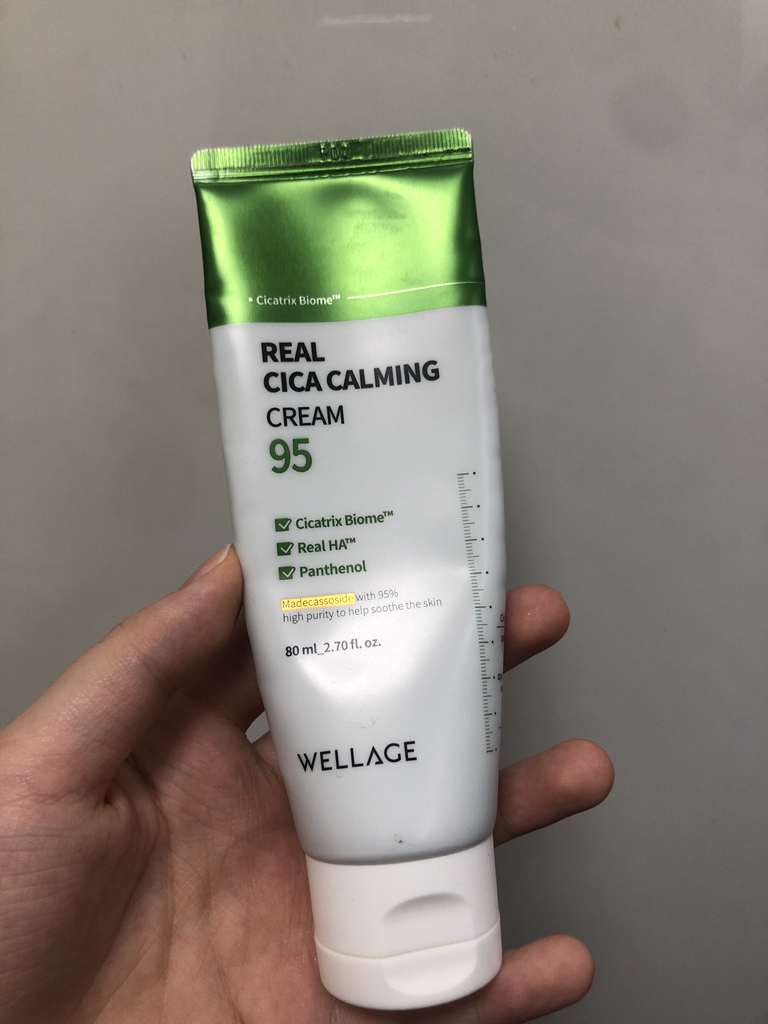 • Cicatrix Biome™
REAL
CICA CALMING
CREAM
95
Cicatrix Biome™
Real HA™
Panthenol
Madecassoside with 95%
high purity to help soothe the skin
80 ml_2.70 fl. oz.
WELLAGE